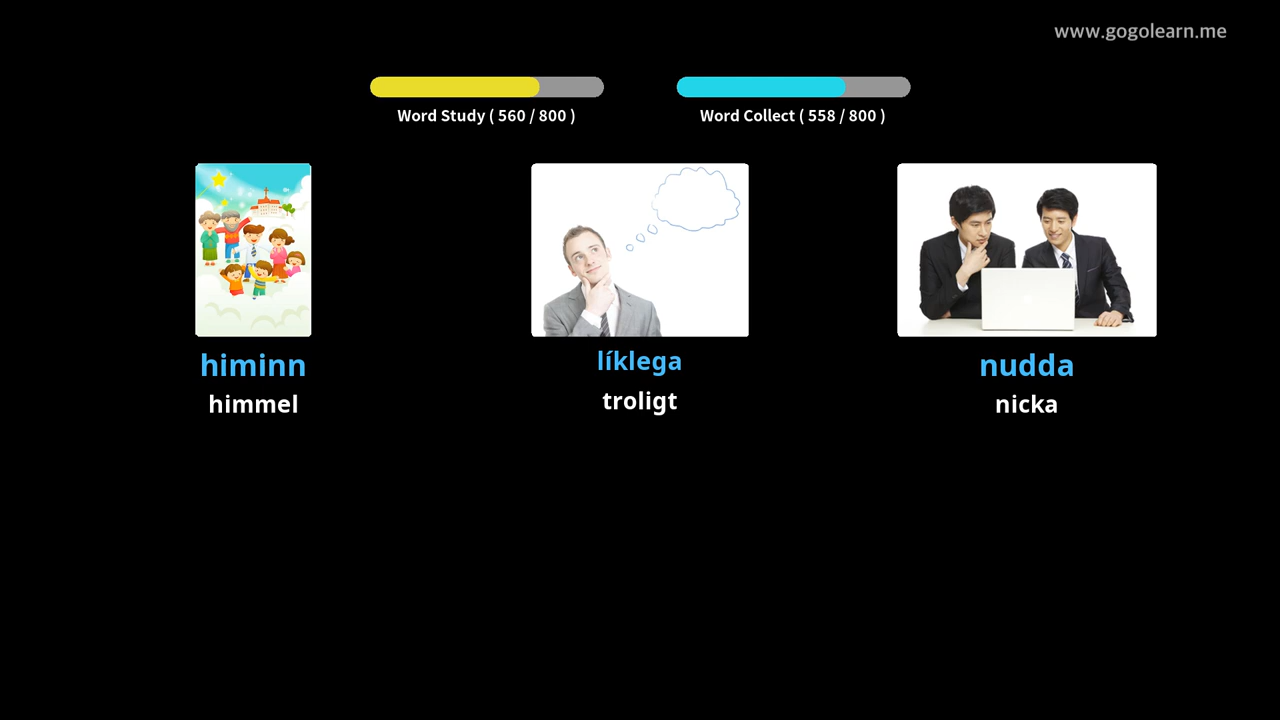 www.gogolearn.me
Word Study ( 560 / 800 )
Word Collect ( 558 / 800 )
himinn
himmel
líklega
troligt
nudda
nicka